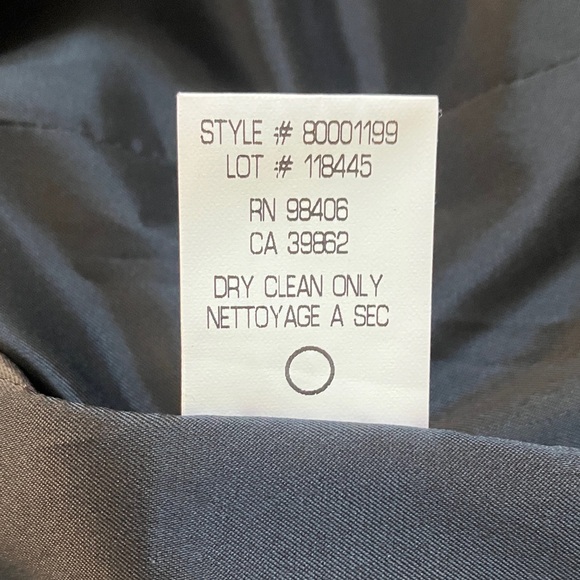 STYLE # 80001199
LOT # 118445
RN 98406
CA 39862
DRY CLEAN ONLY
NETTOYAGE A SEC